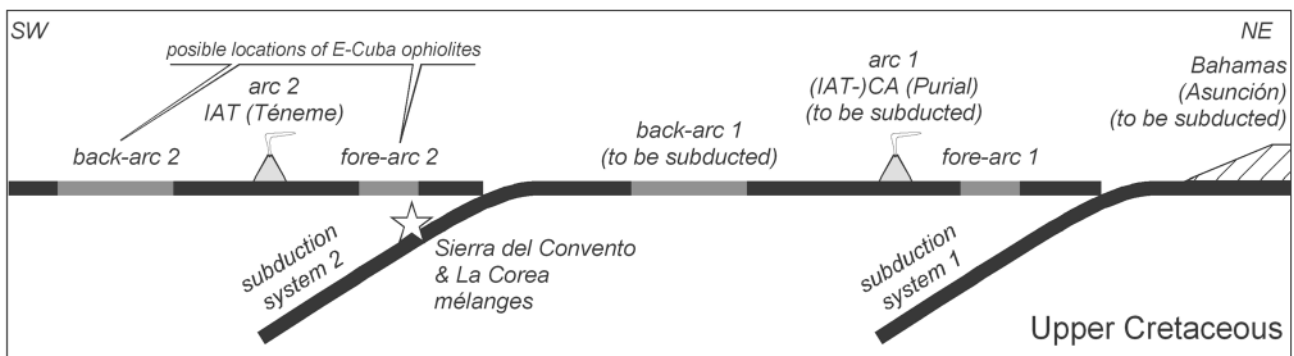 SW
NE
posible locations of E-Cuba ophiolites
arc 2
IAT (Téneme)
back-arc 2
fore-arc 2
back-arc 1
(to be subducted)
arc 1
(IAT-)CA (Purial)
(to be subducted)
fore-arc 1
Bahamas
(Asunción)
(to be subducted)
subduction
system 2
Sierra del Convento
& La Corea
mélanges
subduction
system 1
Upper Cretaceous